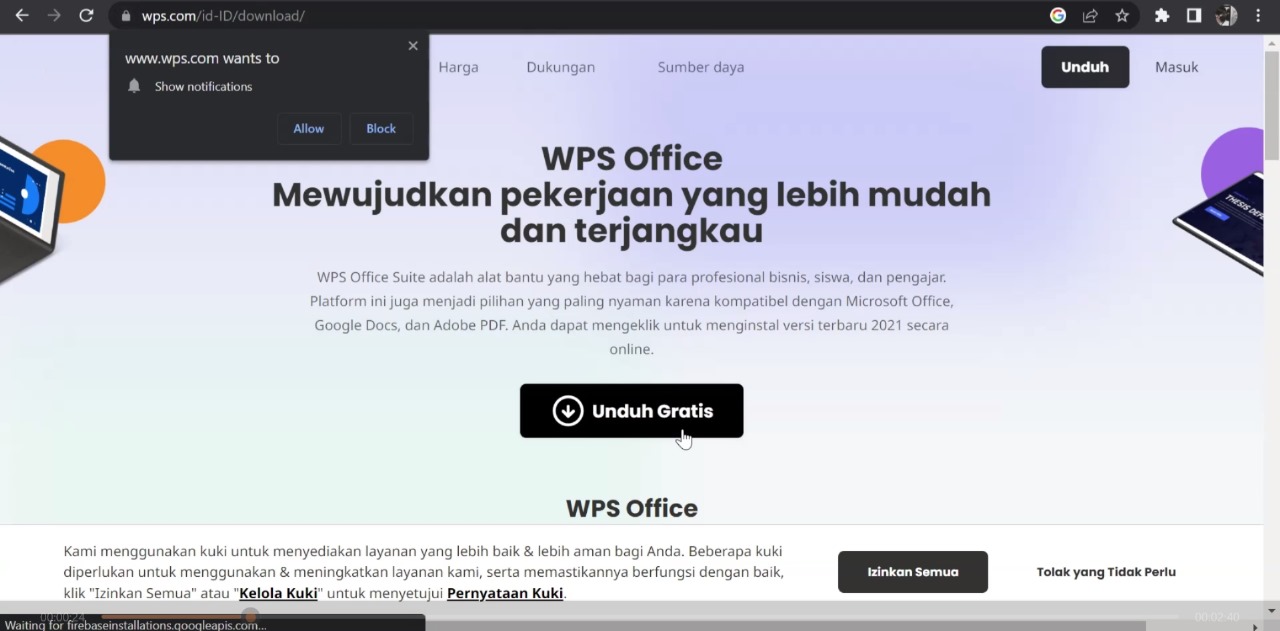 wps.com/id-ID/download/
www.wps.com wants to
Show notifications
Allow
Block
Harga
Dukungan
Sumber daya
Unduh
Masuk
WPS Office
Mewujudkan pekerjaan yang lebih mudah
dan terjangkau
WPS Office Suite adalah alat bantu yang hebat bagi para profesional bisnis, siswa, dan pengajar.
Platform ini juga menjadi pilihan yang paling nyaman karena kompatibel dengan Microsoft Office,
Google Docs, dan Adobe PDF. Anda dapat mengeklik untuk menginstal versi terbaru 2021 secara
online.
Unduh Gratis
WPS Office
Kami menggunakan kuki untuk menyediakan layanan yang lebih baik & lebih aman bagi Anda. Beberapa kuki
diperlukan untuk menggunakan & meningkatkan layanan kami, serta memastikannya berfungsi dengan baik,
klik "Izinkan Semua" atau "Kelola Kuki" untuk menyetujui Pernyataan Kuki.
Izinkan Semua
Tolak yang Tidak Perlu
00:00:24
00:02:40
Waiting for firebaseinstallations.googleapis.com...